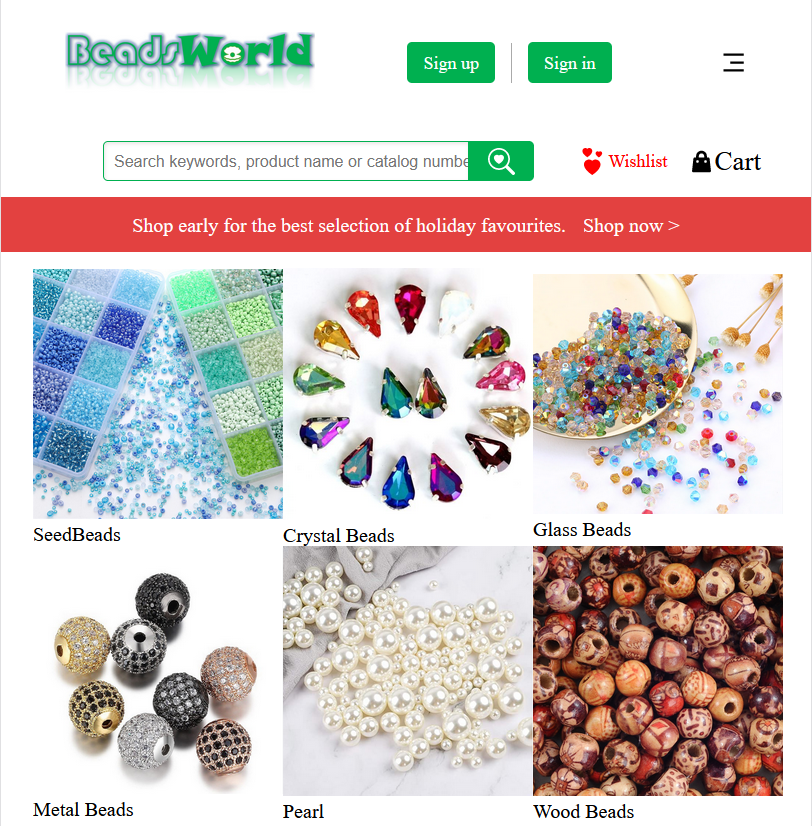 BeadsWorld
Sign up
Sign in
Search keywords, product name or catalog numbe
Wishlist
Cart
Shop early for the best selection of holiday favourites. Shop now >
SeedBeads
Crystal Beads
Glass Beads
Metal Beads
Pearl
Wood Beads